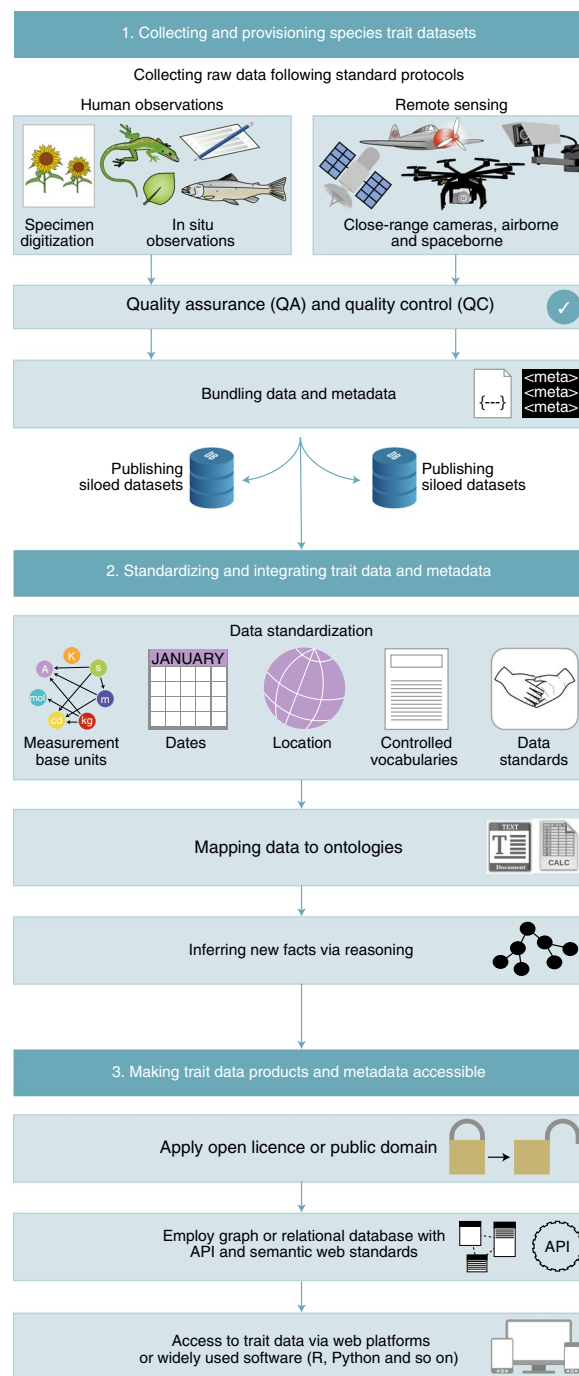 1. Collecting and provisioning species trait datasets
Collecting raw data following standard protocols
Human observations
Remote sensing
Specimen
digitization
In situ
observations
Close-range cameras, airborne
and spaceborne
Quality assurance (QA) and quality control (QC)
Bundling data and metadata
{---}
<meta>
<meta>
<meta>
Publishing
siloed datasets
Publishing
siloed datasets
2. Standardizing and integrating trait data and metadata
Data standardization
K
A
s
mol
m
cd
kg
JANUARY
Measurement
base units
Dates
Location
Controlled
vocabularies
Data
standards
Mapping data to ontologies
TEXT
T
Document
CALC
Inferring new facts via reasoning
3. Making trait data products and metadata accessible
Apply open licence or public domain
Employ graph or relational database with
API and semantic web standards
API
Access to trait data via web platforms
or widely used software (R, Python and so on)